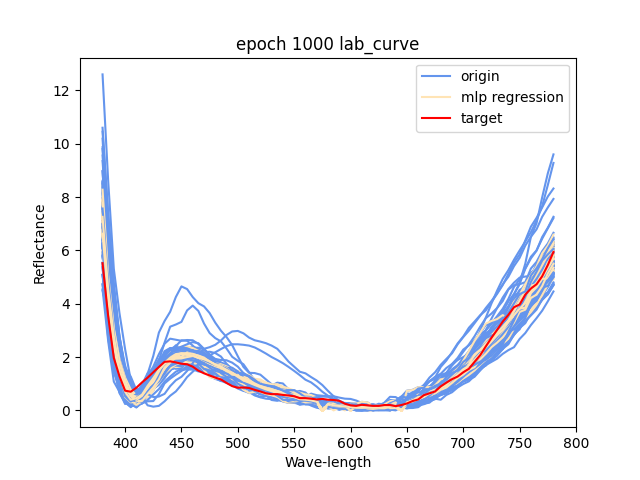 epoch 1000 lab_curve
origin
mlp regression
target
Reflectance
12
10
8
6
4
2
0
400 450 500 550 600 650 700 750 800
Wave-length